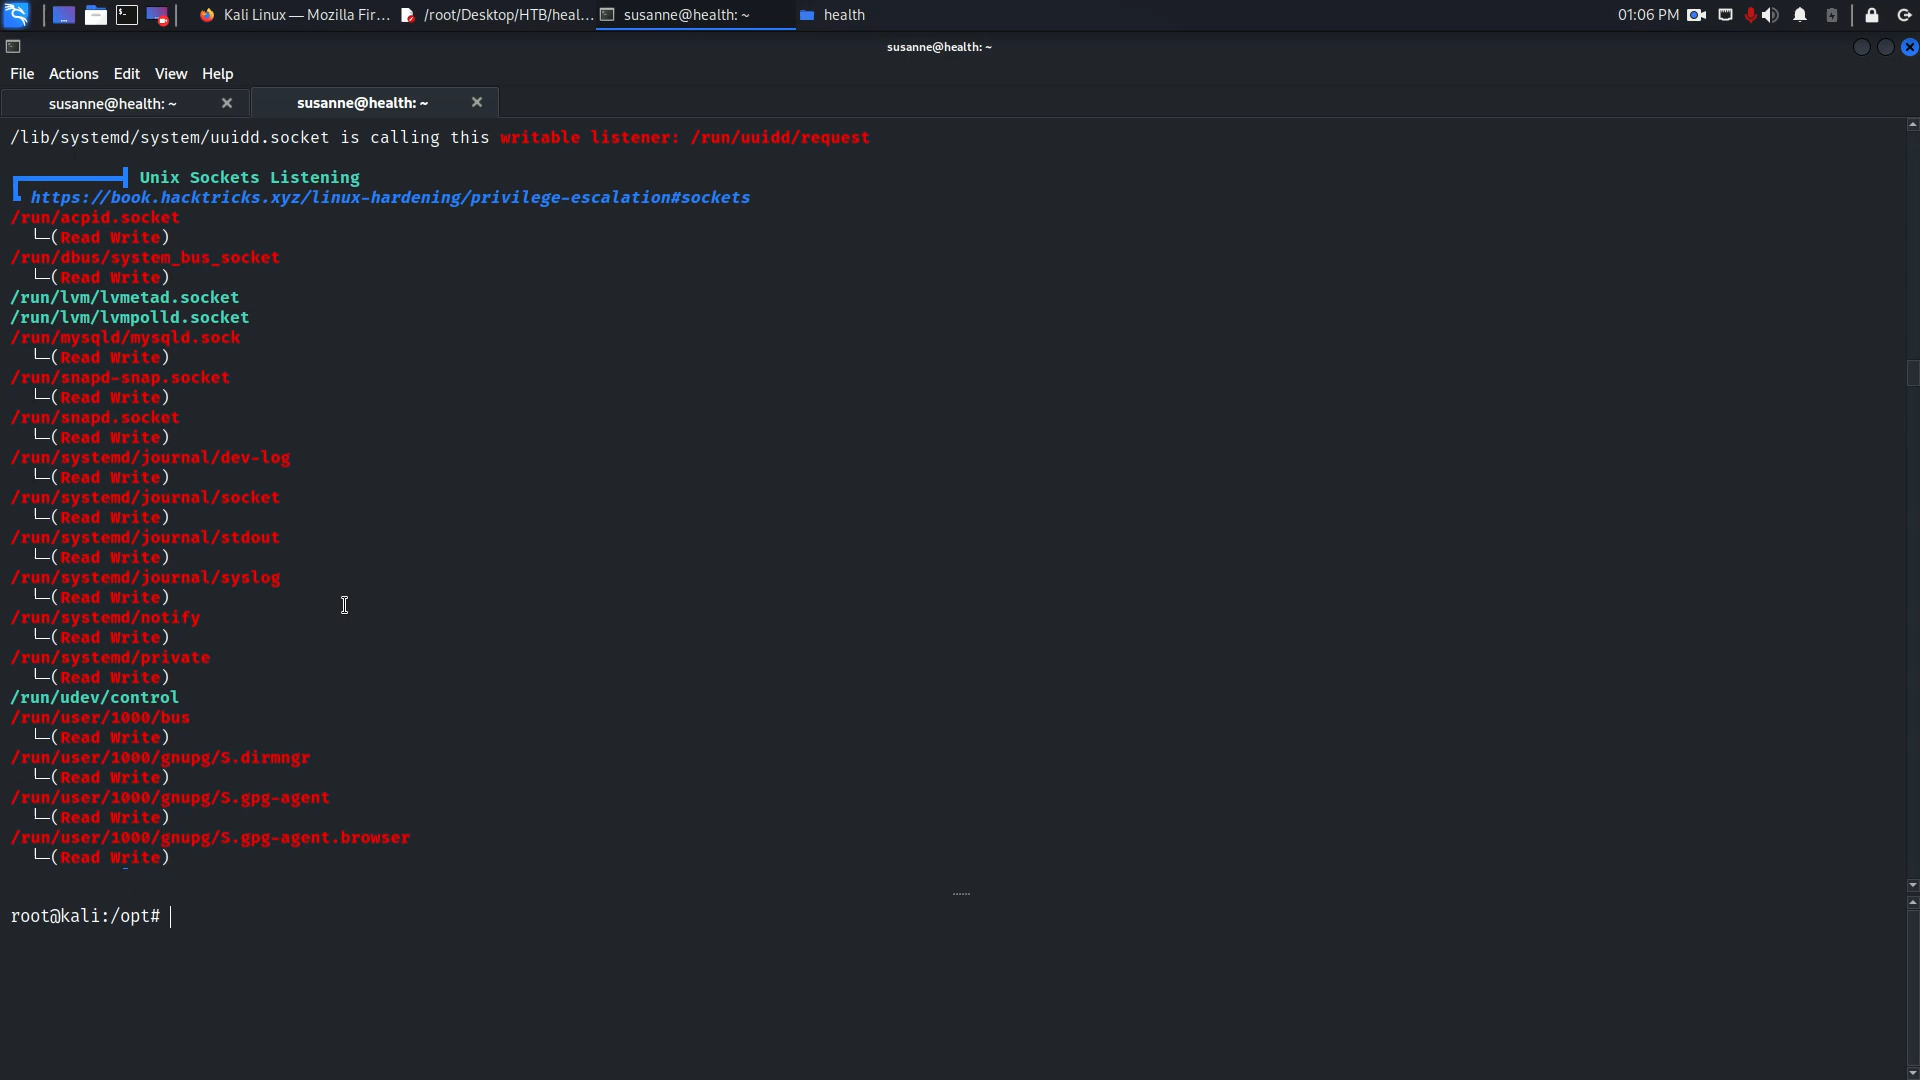 Kali Linux — Mozilla Fir...
/root/Desktop/HTB/heal...
susanne@health: ~
health
01:06 PM
susanne@health: ~
File Actions Edit View Help
susanne@health: ~
susanne@health: ~
/lib/systemd/system/uuidd.socket is calling this writable listener: /run/uuidd/request
Unix Sockets Listening
https://book.hacktricks.xyz/linux-hardening/privilege-escalation#sockets
/run/acpid.socket
└─(Read Write)
/run/dbus/system_bus_socket
└─(Read Write)
/run/lvm/lvmetad.socket
/run/lvm/lvmpolld.socket
/run/mysqld/mysqld.sock
└─(Read Write)
/run/snapd-snap.socket
└─(Read Write)
/run/snapd.socket
└─(Read Write)
/run/systemd/journal/dev-log
└─(Read Write)
/run/systemd/journal/socket
└─(Read Write)
/run/systemd/journal/stdout
└─(Read Write)
/run/systemd/journal/syslog
└─(Read Write)
/run/systemd/notify
└─(Read Write)
/run/systemd/private
└─(Read Write)
/run/udev/control
/run/user/1000/bus
└─(Read Write)
/run/user/1000/gnupg/S.dirmngr
└─(Read Write)
/run/user/1000/gnupg/S.gpg-agent
└─(Read Write)
/run/user/1000/gnupg/S.gpg-agent.browser
└─(Read Write)
root@kali:/opt#